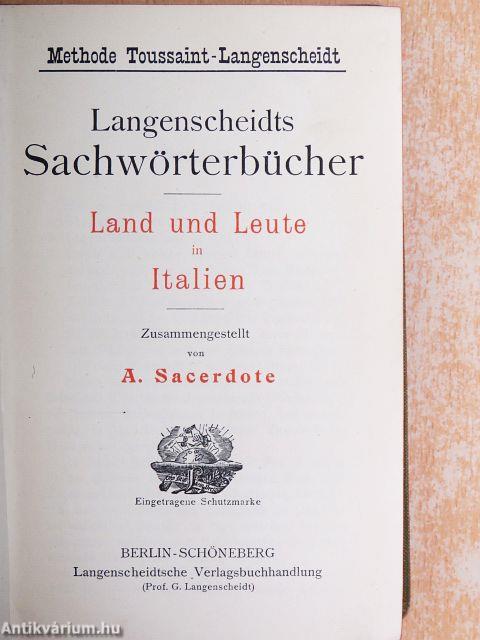 Methode Toussaint-Langenscheidt
Langenscheidts
Sachwörterbücher
Land und Leute
in
Italien
Zusammengestellt
von
A. Sacerdote
Eingetragene Schutzmarke
BERLIN-SCHÖNEBERG
Langenscheidtsche Verlagsbuchhandlung
(Prof. G. Langenscheidt)
Antikvárium.hu